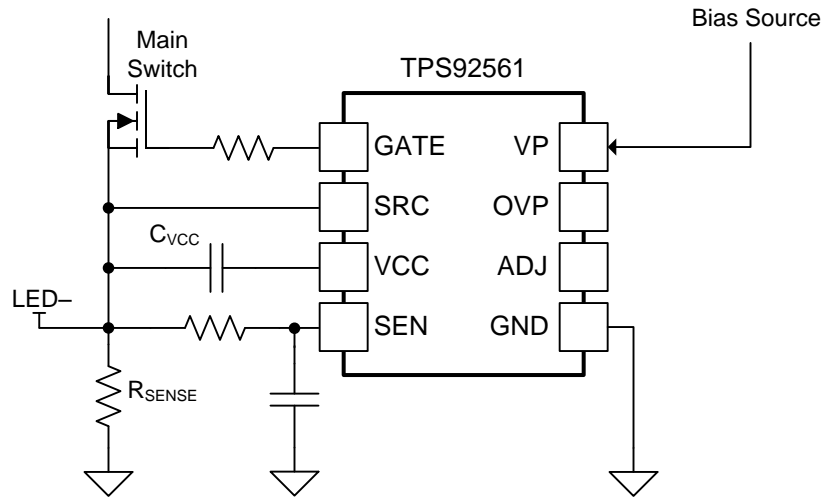 Bias Source
Main
Switch
TPS92561
GATE
VP
SRC
OVP
CVCC
VCC
ADJ
LED–
SEN
GND
RSENSE